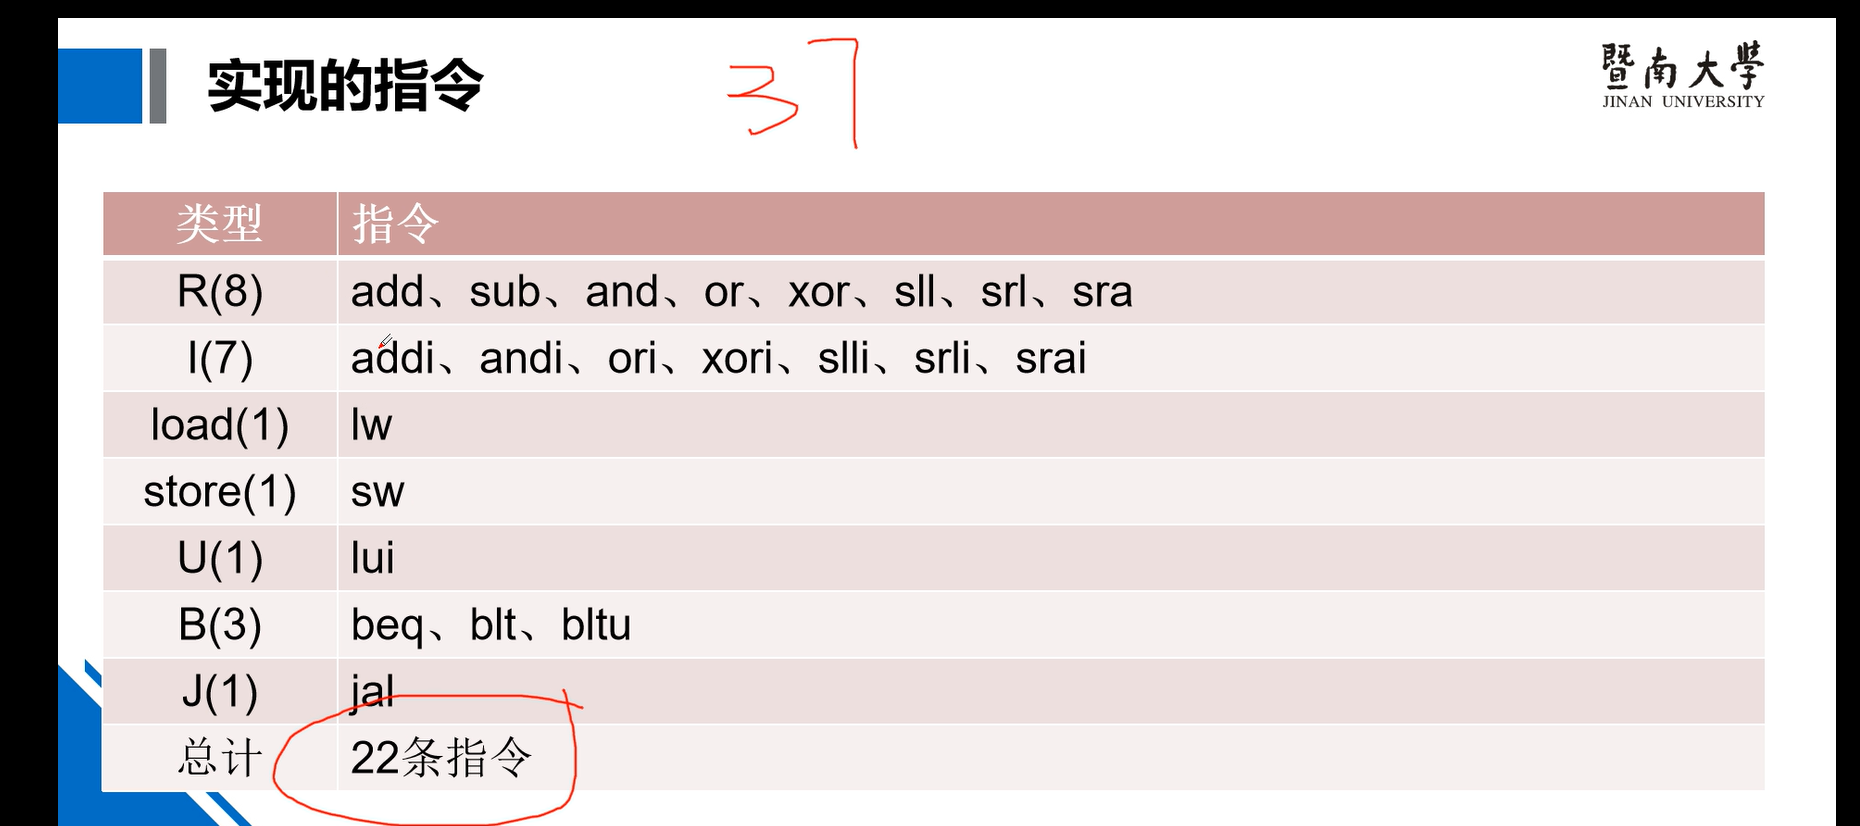 实现的指令
37
暨南大学
JINAN UNIVERSITY
类型 指令
R(8) add、sub、and、or、xor、sll、srl、sra
I(7) addi、andi、ori、xori、slli、srli、srai
load(1) lw
store(1) sw
U(1) lui
B(3) beq、blt、bltu
J(1) jal
总计 22条指令